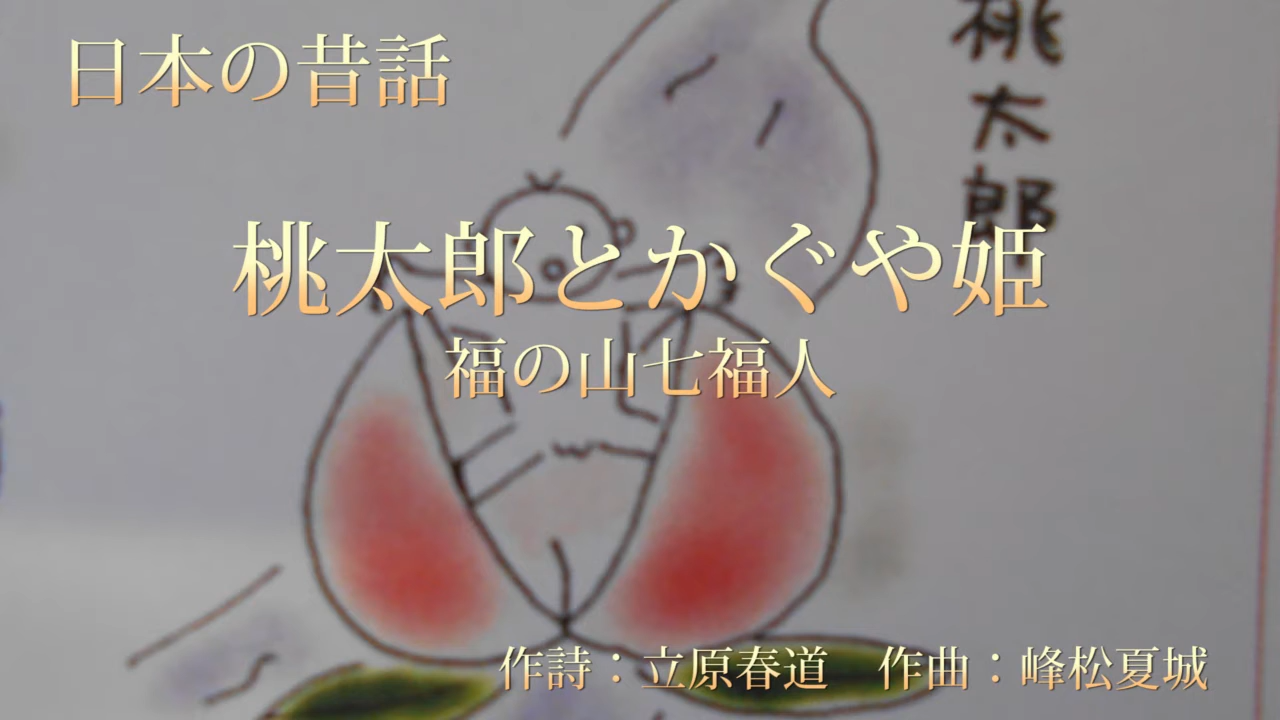 日本の昔話
桃太郎
桃太郎とかぐや姫
福の山七福人
作詩：立原春道　作曲：峰松夏城